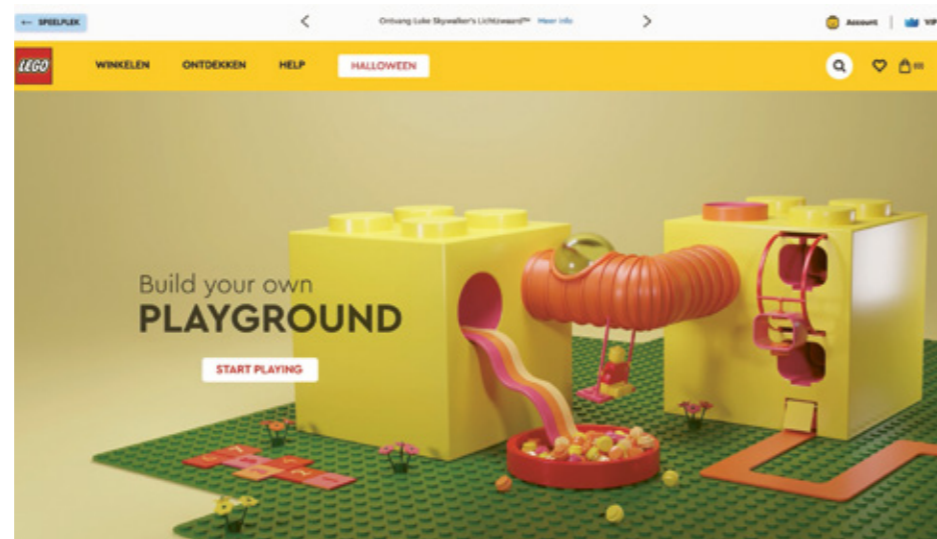 ← SPEELPLEK
< Ontvang Luke Skywalker's Lichtzwaard™ Meer info >
Account | VIP
LEGO WINKELEN ONTDEKKEN HELP HALLOWEEN
Build your own
PLAYGROUND
START PLAYING